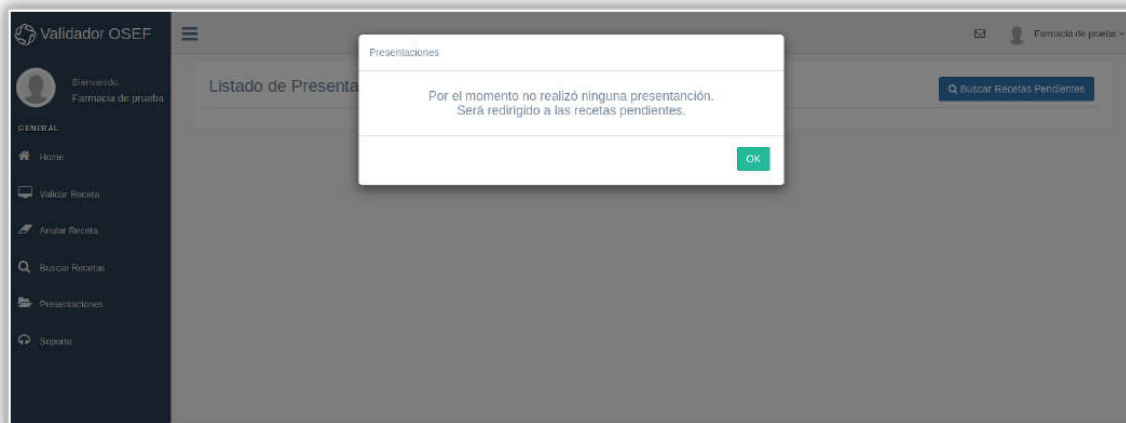 Validador OSEF
Farmacia de prueba
Presentaciones
Bienvenido
Farmacia de prueba
Listado de Presenta
Buscar Recetas Pendientes
Por el momento no realizó ninguna presentanción.
Será redirigido a las recetas pendientes.
OK
GENERAL
Home
Validar Receta
Anular Receta
Buscar Recetas
Presentaciones
Soporte